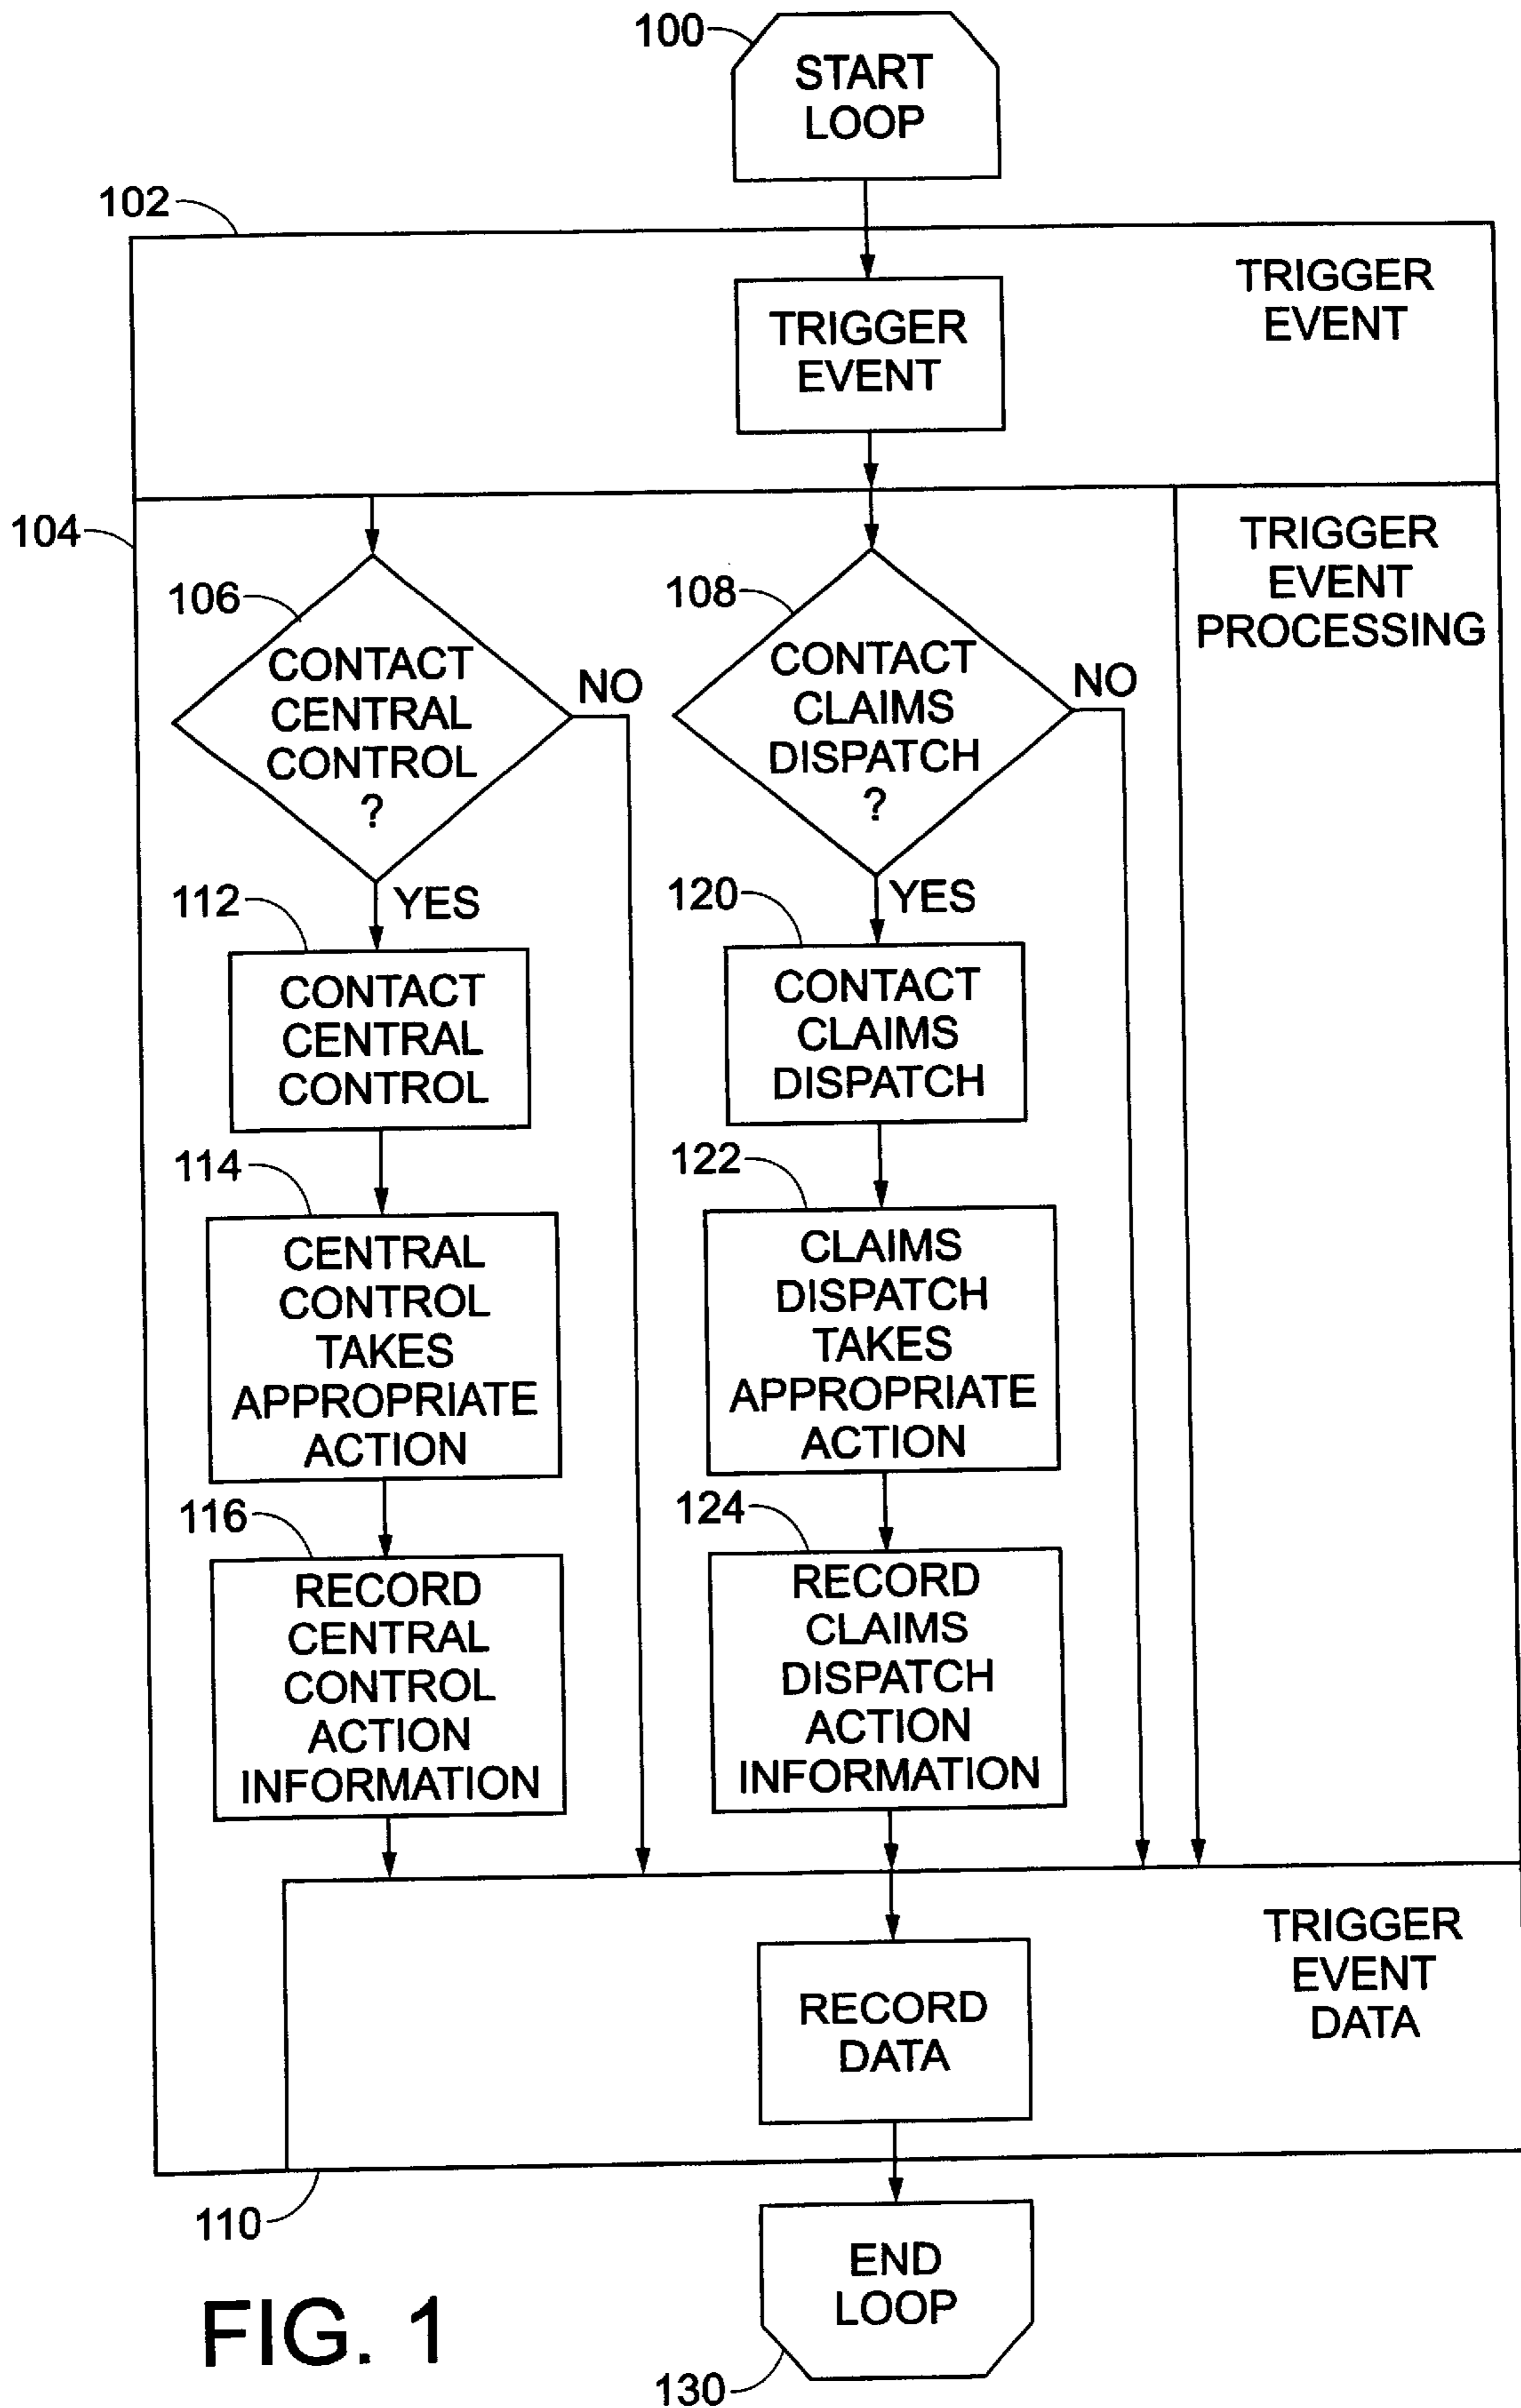 100
START
LOOP
102
TRIGGER
EVENT
TRIGGER
EVENT
104
TRIGGER
EVENT
PROCESSING
106
CONTACT
CENTRAL
CONTROL
?
NO
YES
108
CONTACT
CLAIMS
DISPATCH
?
NO
YES
112
CONTACT
CENTRAL
CONTROL
120
CONTACT
CLAIMS
DISPATCH
114
CENTRAL
CONTROL
TAKES
APPROPRIATE
ACTION
122
CLAIMS
DISPATCH
TAKES
APPROPRIATE
ACTION
116
RECORD
CENTRAL
CONTROL
ACTION
INFORMATION
124
RECORD
CLAIMS
DISPATCH
ACTION
INFORMATION
TRIGGER
EVENT
DATA
RECORD
DATA
110
END
LOOP
130
FIG. 1